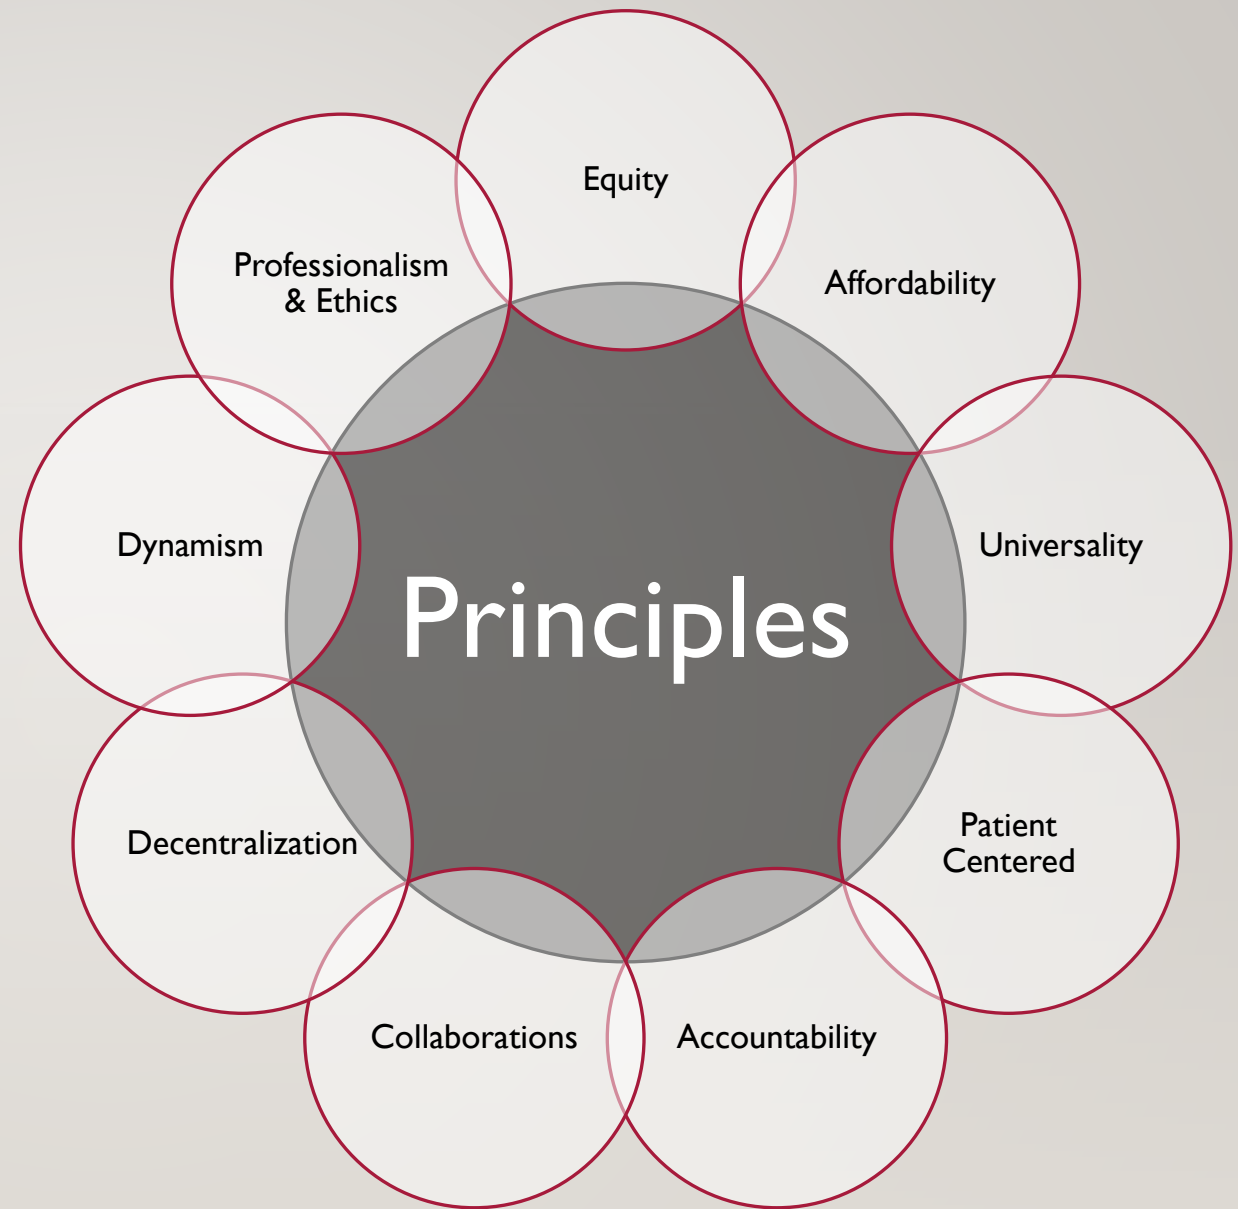 Equity
Affordability
Universality
Patient
Centered
Accountability
Collaborations
Decentralization
Dynamism
Professionalism
& Ethics
Principles